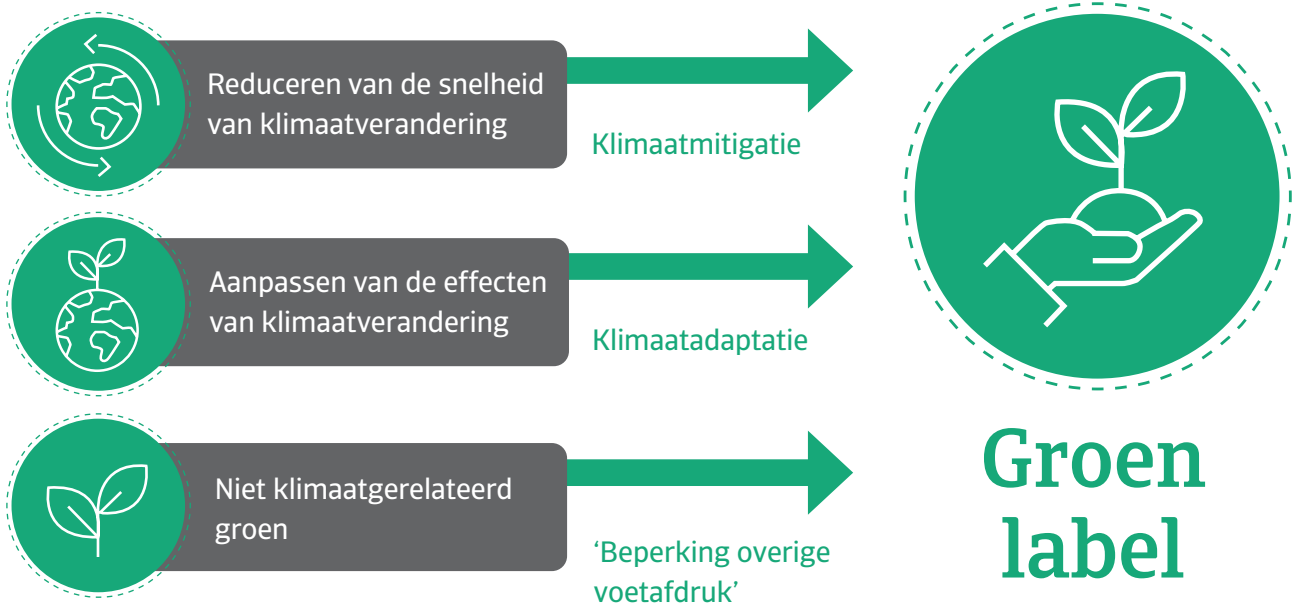 Reduceren van de snelheid
van klimaatverandering
Klimaatmitigatie
Aanpassen van de effecten
van klimaatverandering
Klimaatadaptatie
Niet klimaatgerelateerd
groen
‘Beperking overige
voetafdruk’
Groen
label